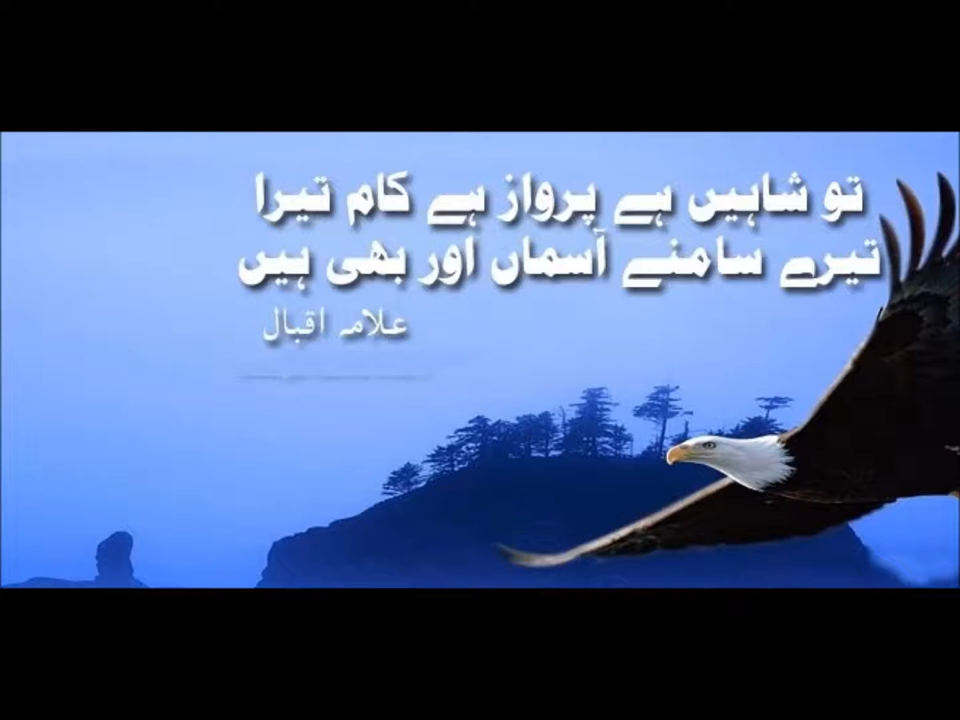 تو شاہیں ہے پرواز ہے کام تیرا
تیرے سامنے آسماں اور بھی ہیں
علامہ اقبال